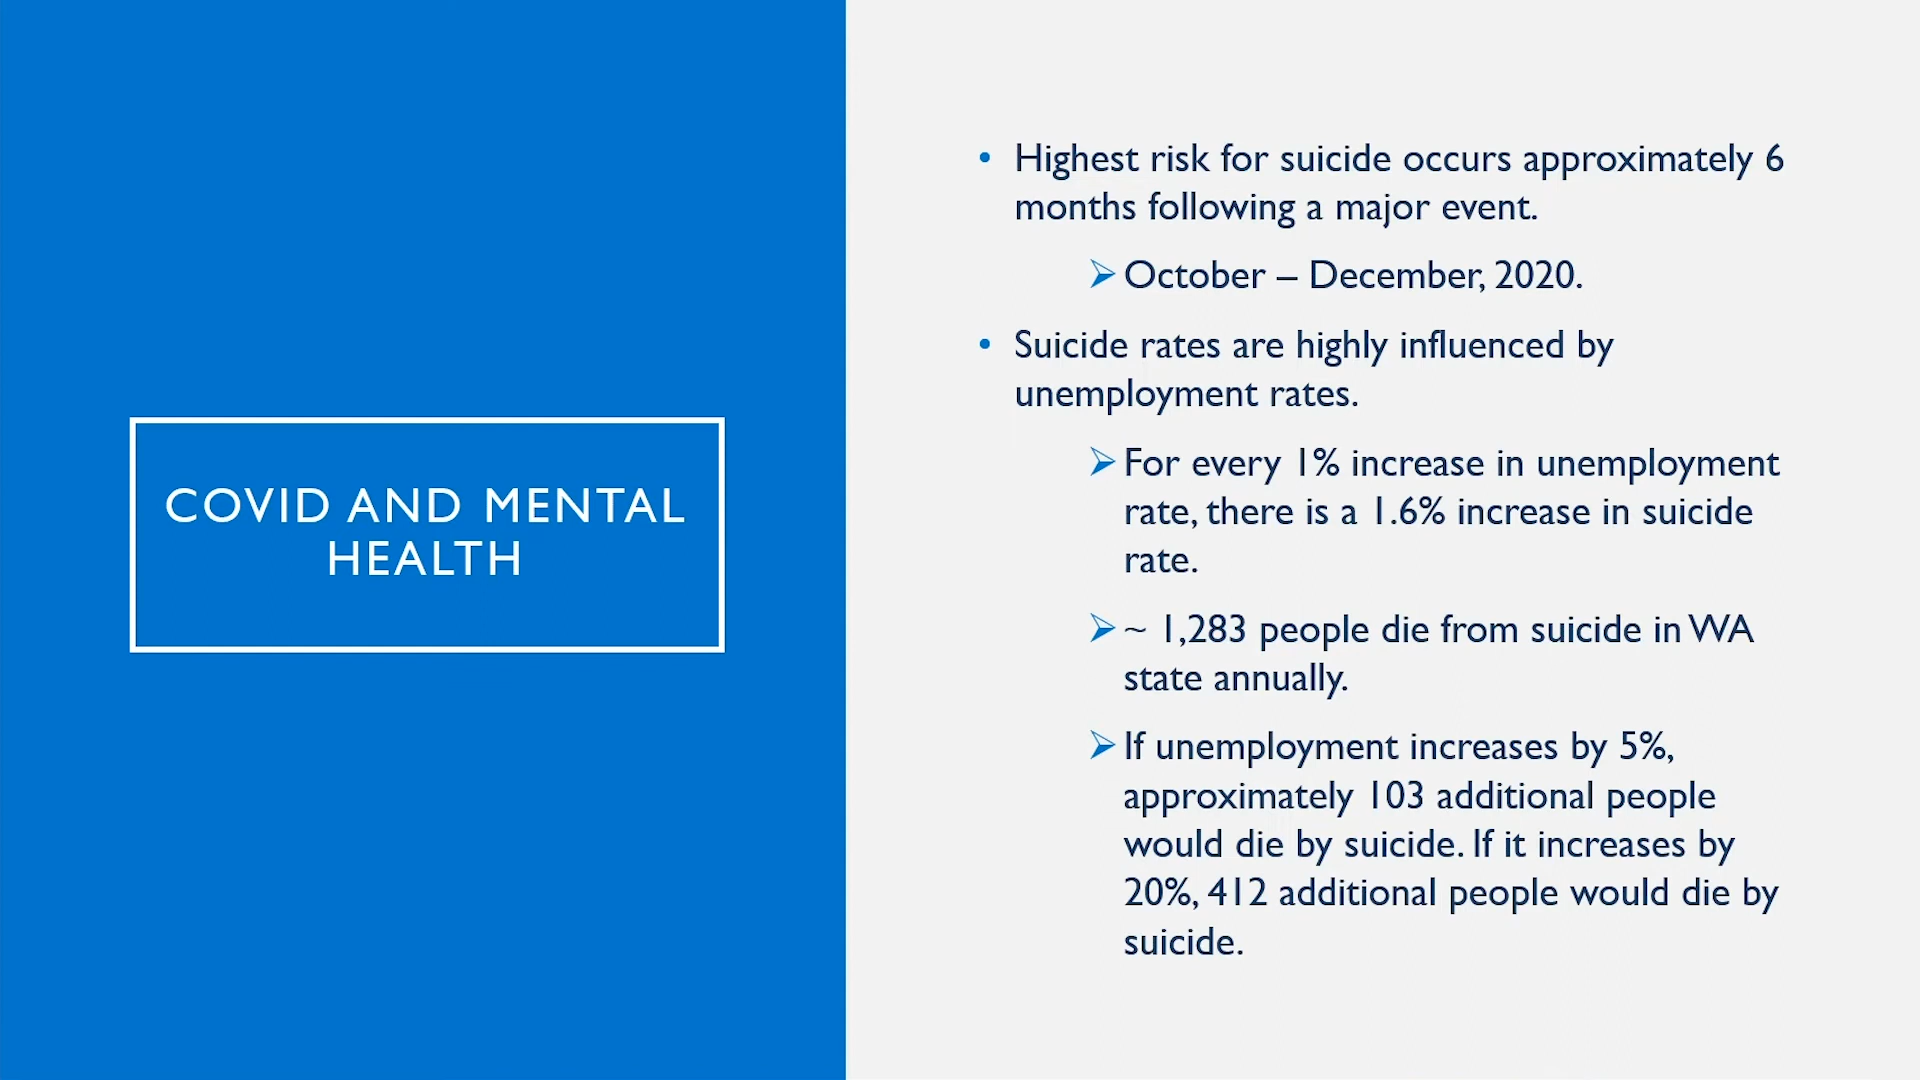 COVID AND MENTAL
HEALTH
• Highest risk for suicide occurs approximately 6
months following a major event.
➢ October – December, 2020.
• Suicide rates are highly influenced by
unemployment rates.
➢ For every 1% increase in unemployment
rate, there is a 1.6% increase in suicide
rate.
➢ ~ 1,283 people die from suicide in WA
state annually.
➢ If unemployment increases by 5%,
approximately 103 additional people
would die by suicide. If it increases by
20%, 412 additional people would die by
suicide.